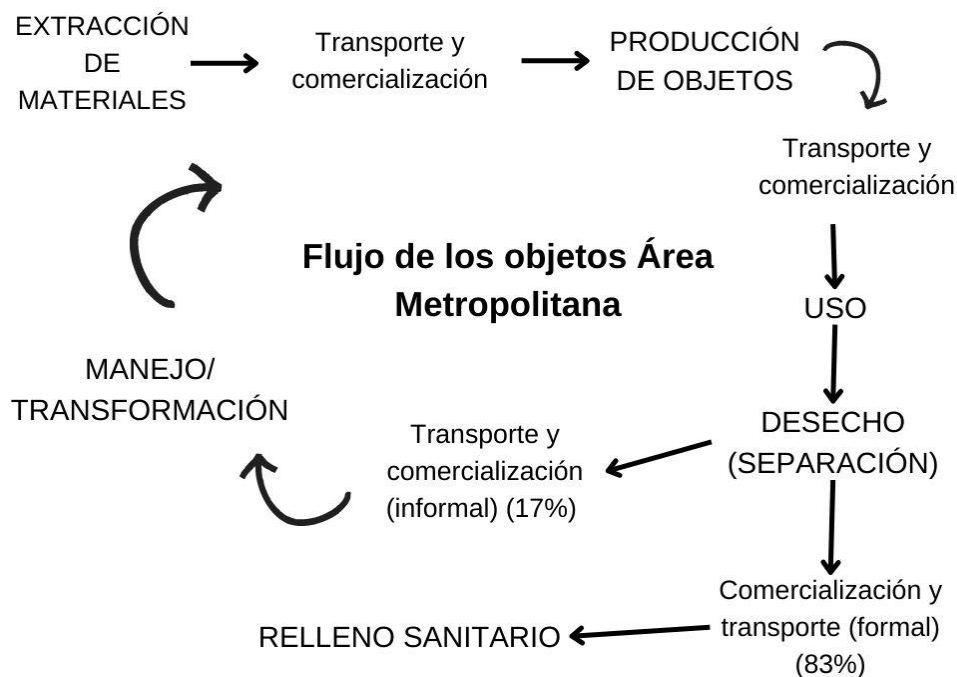 EXTRACCIÓN
DE
MATERIALES
Transporte y
comercialización
PRODUCCIÓN
DE OBJETOS
Transporte y
comercialización
Flujo de los objetos Área
Metropolitana
USO
DESECHO
(SEPARACIÓN)
Transporte y
comercialización
(informal) (17%)
MANEJO/
TRANSFORMACIÓN
Comercialización y
transporte (formal)
(83%)
RELLENO SANITARIO